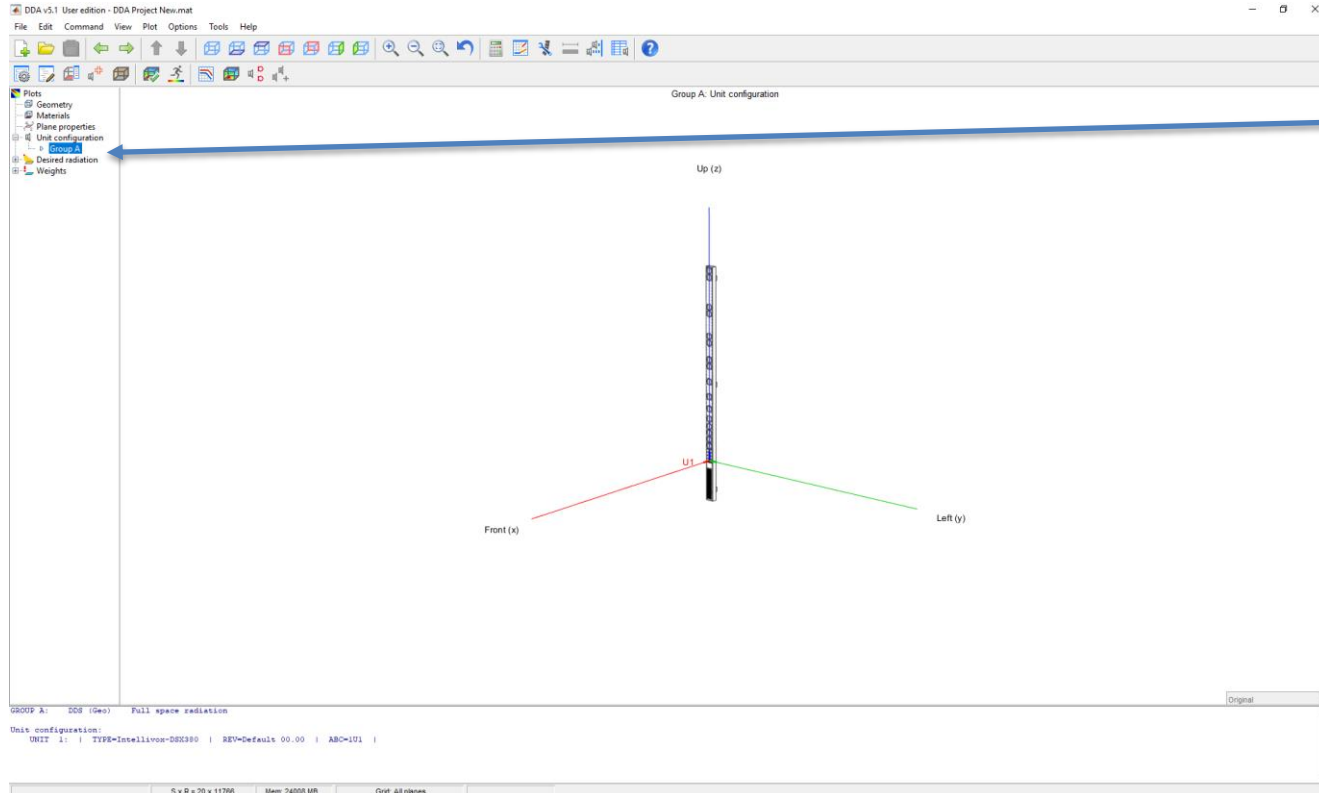 DDA v5.1 User edition - DDA Project New.mat
File Edit Command View Plot Options Tools Help
Plots
Group A: Unit configuration
Geometry
Materials
Plane properties
Unit configuration
Group A
Desired radiation
Weights
Up (z)
U1
Left (y)
Front (x)
Original
GROUP A: DDS (Geo) Full space radiation
Unit configuration:
UNIT 1: | TYPE=Intellivox-DSX380 | REV=Default 00.00 | ABC=1U1 |
S x R = 20 x 11766 Mem: 24008 MB Grid: All planes